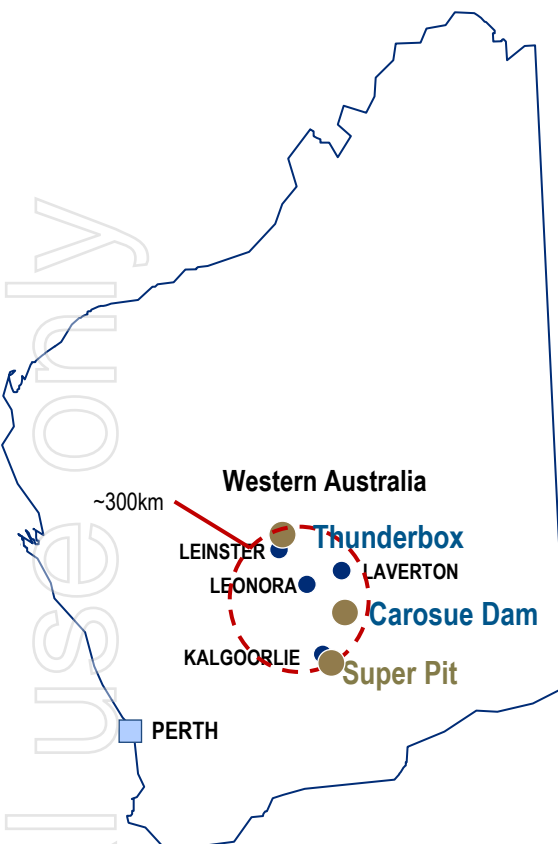 Western Australia
~300km
Thunderbox
LEINSTER
LAVERTON
LEONORA
Carosue Dam
KALGOORLIE
Super Pit
PERTH
l use only